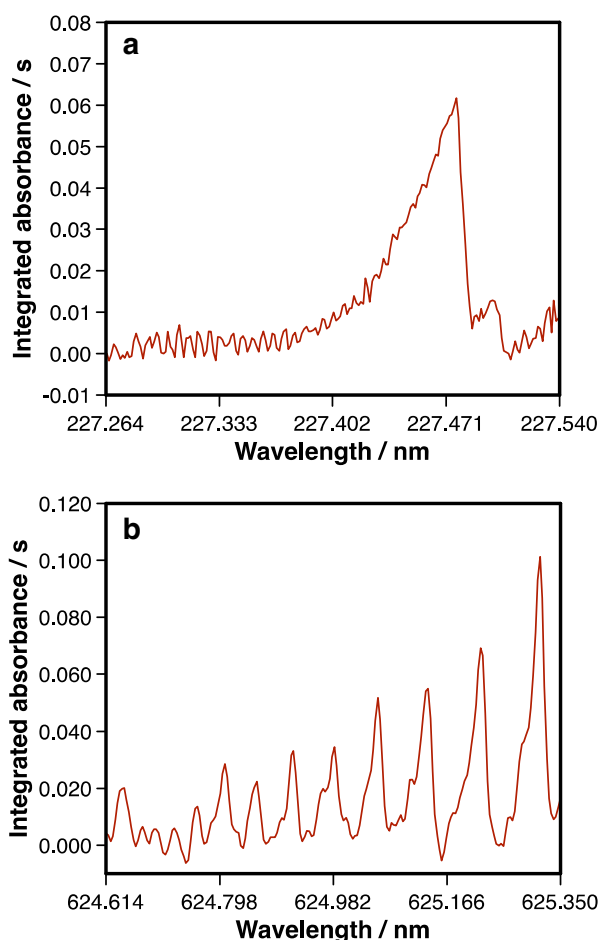 a
Integrated absorbance / s
0.08
0.07
0.06
0.05
0.04
0.03
0.02
0.01
0.00
-0.01
227.264 227.333 227.402 227.471 227.540
Wavelength / nm
b
Integrated absorbance / s
0.120
0.100
0.080
0.060
0.040
0.020
0.000
624.614 624.798 624.982 625.166 625.350
Wavelength / nm